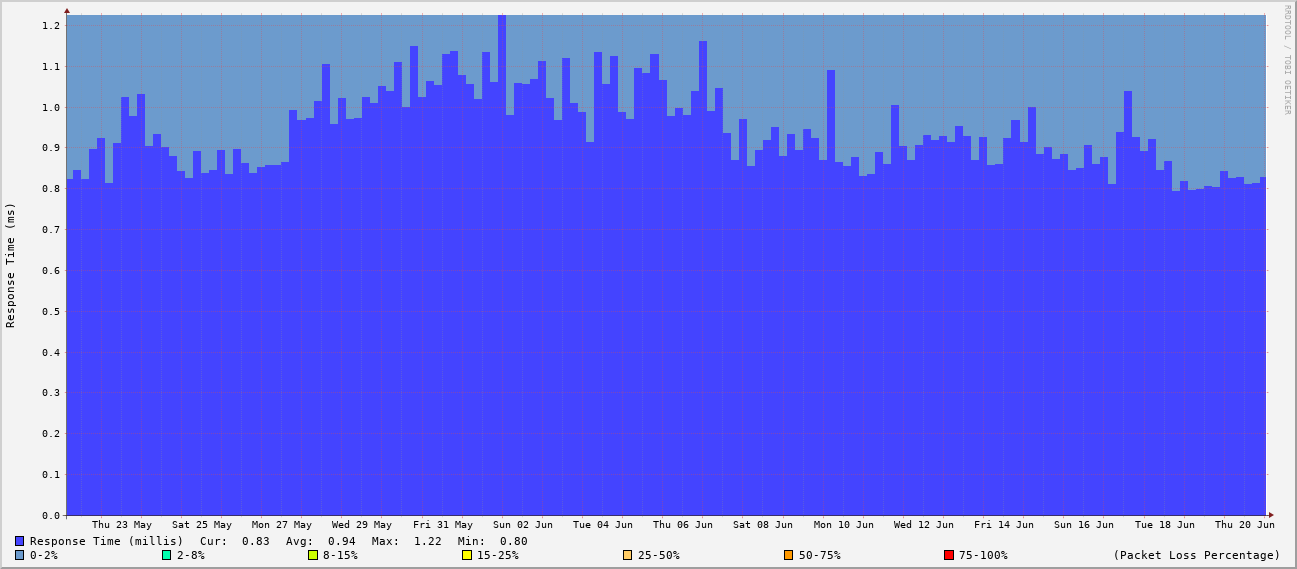 RRDTOOL / TOBI OETIKER
Response Time (ms)
1.2
1.1
1.0
0.9
0.8
0.7
0.6
0.5
0.4
0.3
0.2
0.1
0.0
Thu 23 May Sat 25 May Mon 27 May Wed 29 May Fri 31 May Sun 02 Jun Tue 04 Jun Thu 06 Jun Sat 08 Jun Mon 10 Jun Wed 12 Jun Fri 14 Jun Sun 16 Jun Tue 18 Jun Thu 20 Jun
Response Time (millis) Cur: 0.83 Avg: 0.94 Max: 1.22 Min: 0.80
0-2% 2-8% 8-15% 15-25% 25-50% 50-75% 75-100% (Packet Loss Percentage)